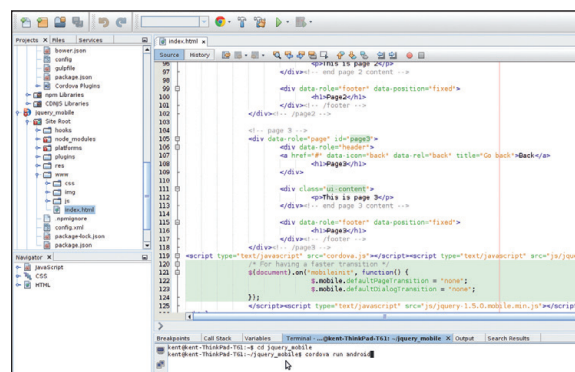 Projects X Files Services
index.html x
Source History
bower.json
config
gulpfile
package.json
Cordova Plugins
npm Libraries
CDNJS Libraries
jquery_mobile
Site Root
hooks
node_modules
platforms
plugins
res
www
css
img
js
index.html
.npmignore
config.xml
package-lock.json
package.json
Navigator X
JavaScript
CSS
HTML
96 <p>This is page 2</p>
97 </div><!-- end page 2 content -->
98
99 <div data-role="footer" data-position="fixed">
100 <h1>Page2</h1>
101 </div><!-- /footer -->
102 </div><!-- /page2 -->
103
104 <!-- page 3 -->
105 <div data-role="page" id="page3">
106 <div data-role="header">
107 <a href="#" data-icon="back" data-rel="back" title="Go back">Back</a>
108 <h1>Page3</h1>
109 </div>
110
111 <div class="ui-content">
112 <p>This is page 3</p>
113 </div><!-- end page 3 content -->
114
115 <div data-role="footer" data-position="fixed">
116 <h1>Page3</h1>
117 </div><!-- /footer -->
118 </div><!-- /page3 -->
119 <script type="text/javascript" src="cordova.js"></script><script type="text/javascript" src="js/jque
120 /* For having a faster transition */
121 $(document).on("mobileinit", function() {
122 $.mobile.defaultPageTransition = "none";
123 $.mobile.defaultDialogTransition = "none";
124 });
125 </script><script type="text/javascript" src="js/jquery-1.5.0.mobile.min.js"></script>
Breakpoints Call Stack Variables Terminal - ...@kent-ThinkPad-T61: ~/jquery_mobile X Output Search Results
kent@kent-ThinkPad-T61:~$ cd jquery_mobile
kent@kent-ThinkPad-T61:~/jquery_mobile$ cordova run android